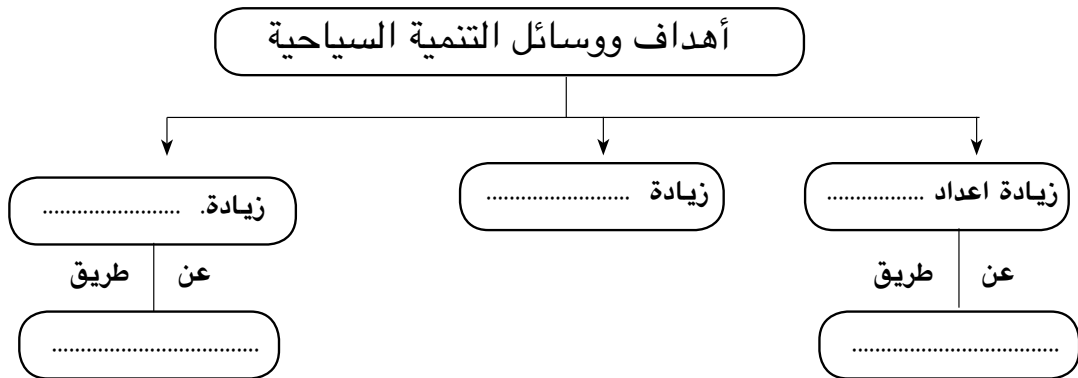 أهداف ووسائل التنمية السياحية
زيادة اعداد .................
زيادة .........................
زيادة. ........................
عن طريق
عن طريق
....................................
....................................